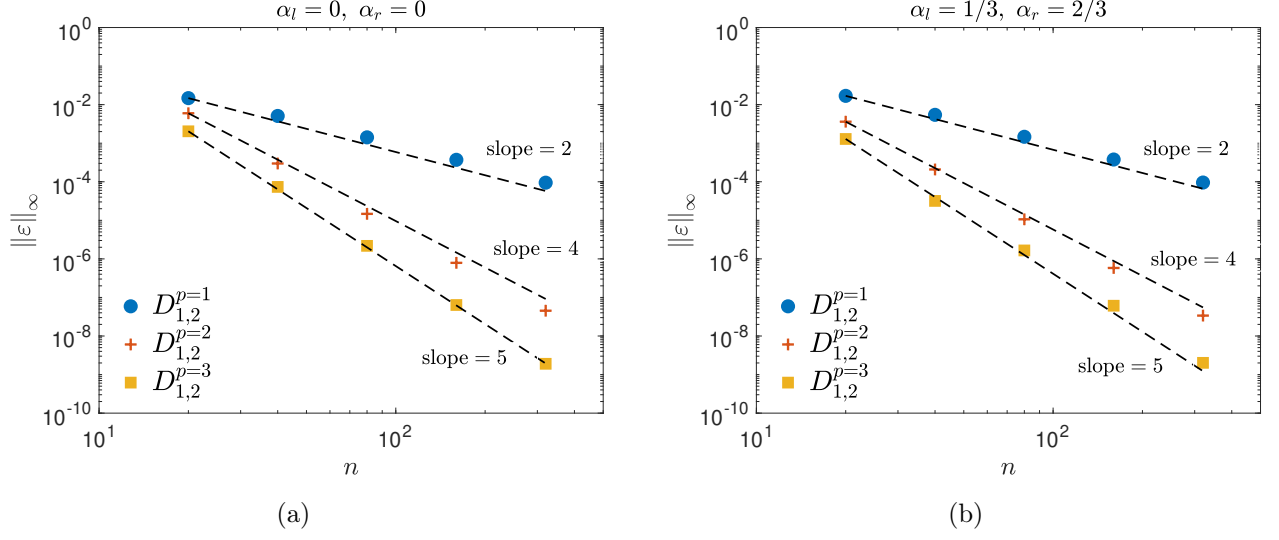 α_l = 0, α_r = 0
10^0
10^-2
10^-4
10^-6
10^-8
10^-10
‖ε‖_∞
slope = 2
slope = 4
slope = 5
D_{1,2}^{p=1}
D_{1,2}^{p=2}
D_{1,2}^{p=3}
10^1
10^2
n
(a)
α_l = 1/3, α_r = 2/3
10^0
10^-2
10^-4
10^-6
10^-8
10^-10
‖ε‖_∞
slope = 2
slope = 4
slope = 5
D_{1,2}^{p=1}
D_{1,2}^{p=2}
D_{1,2}^{p=3}
10^1
10^2
n
(b)